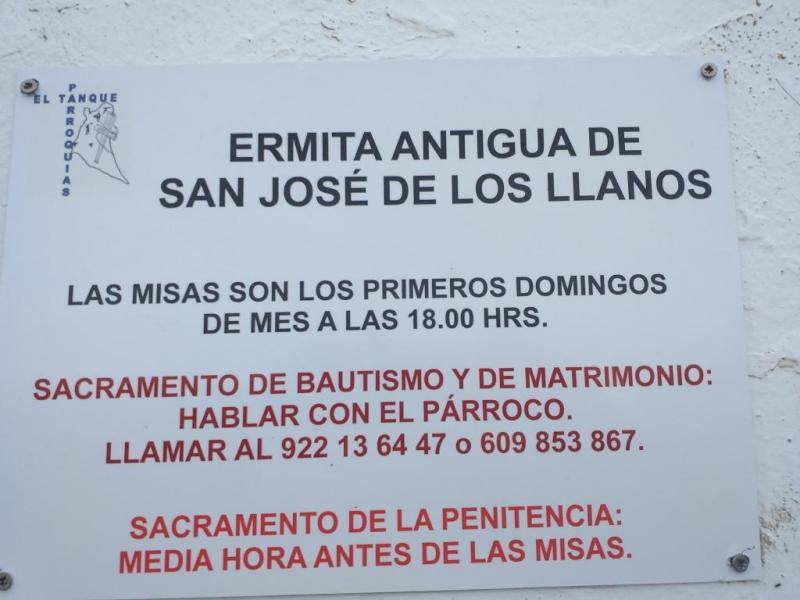 EL TANQUE
PARROQUIAS
ERMITA ANTIGUA DE
SAN JOSÉ DE LOS LLANOS
LAS MISAS SON LOS PRIMEROS DOMINGOS
DE MES A LAS 18.00 HRS.
SACRAMENTO DE BAUTISMO Y DE MATRIMONIO:
HABLAR CON EL PÁRROCO.
LLAMAR AL 922 13 64 47 o 609 853 867.
SACRAMENTO DE LA PENITENCIA:
MEDIA HORA ANTES DE LAS MISAS.